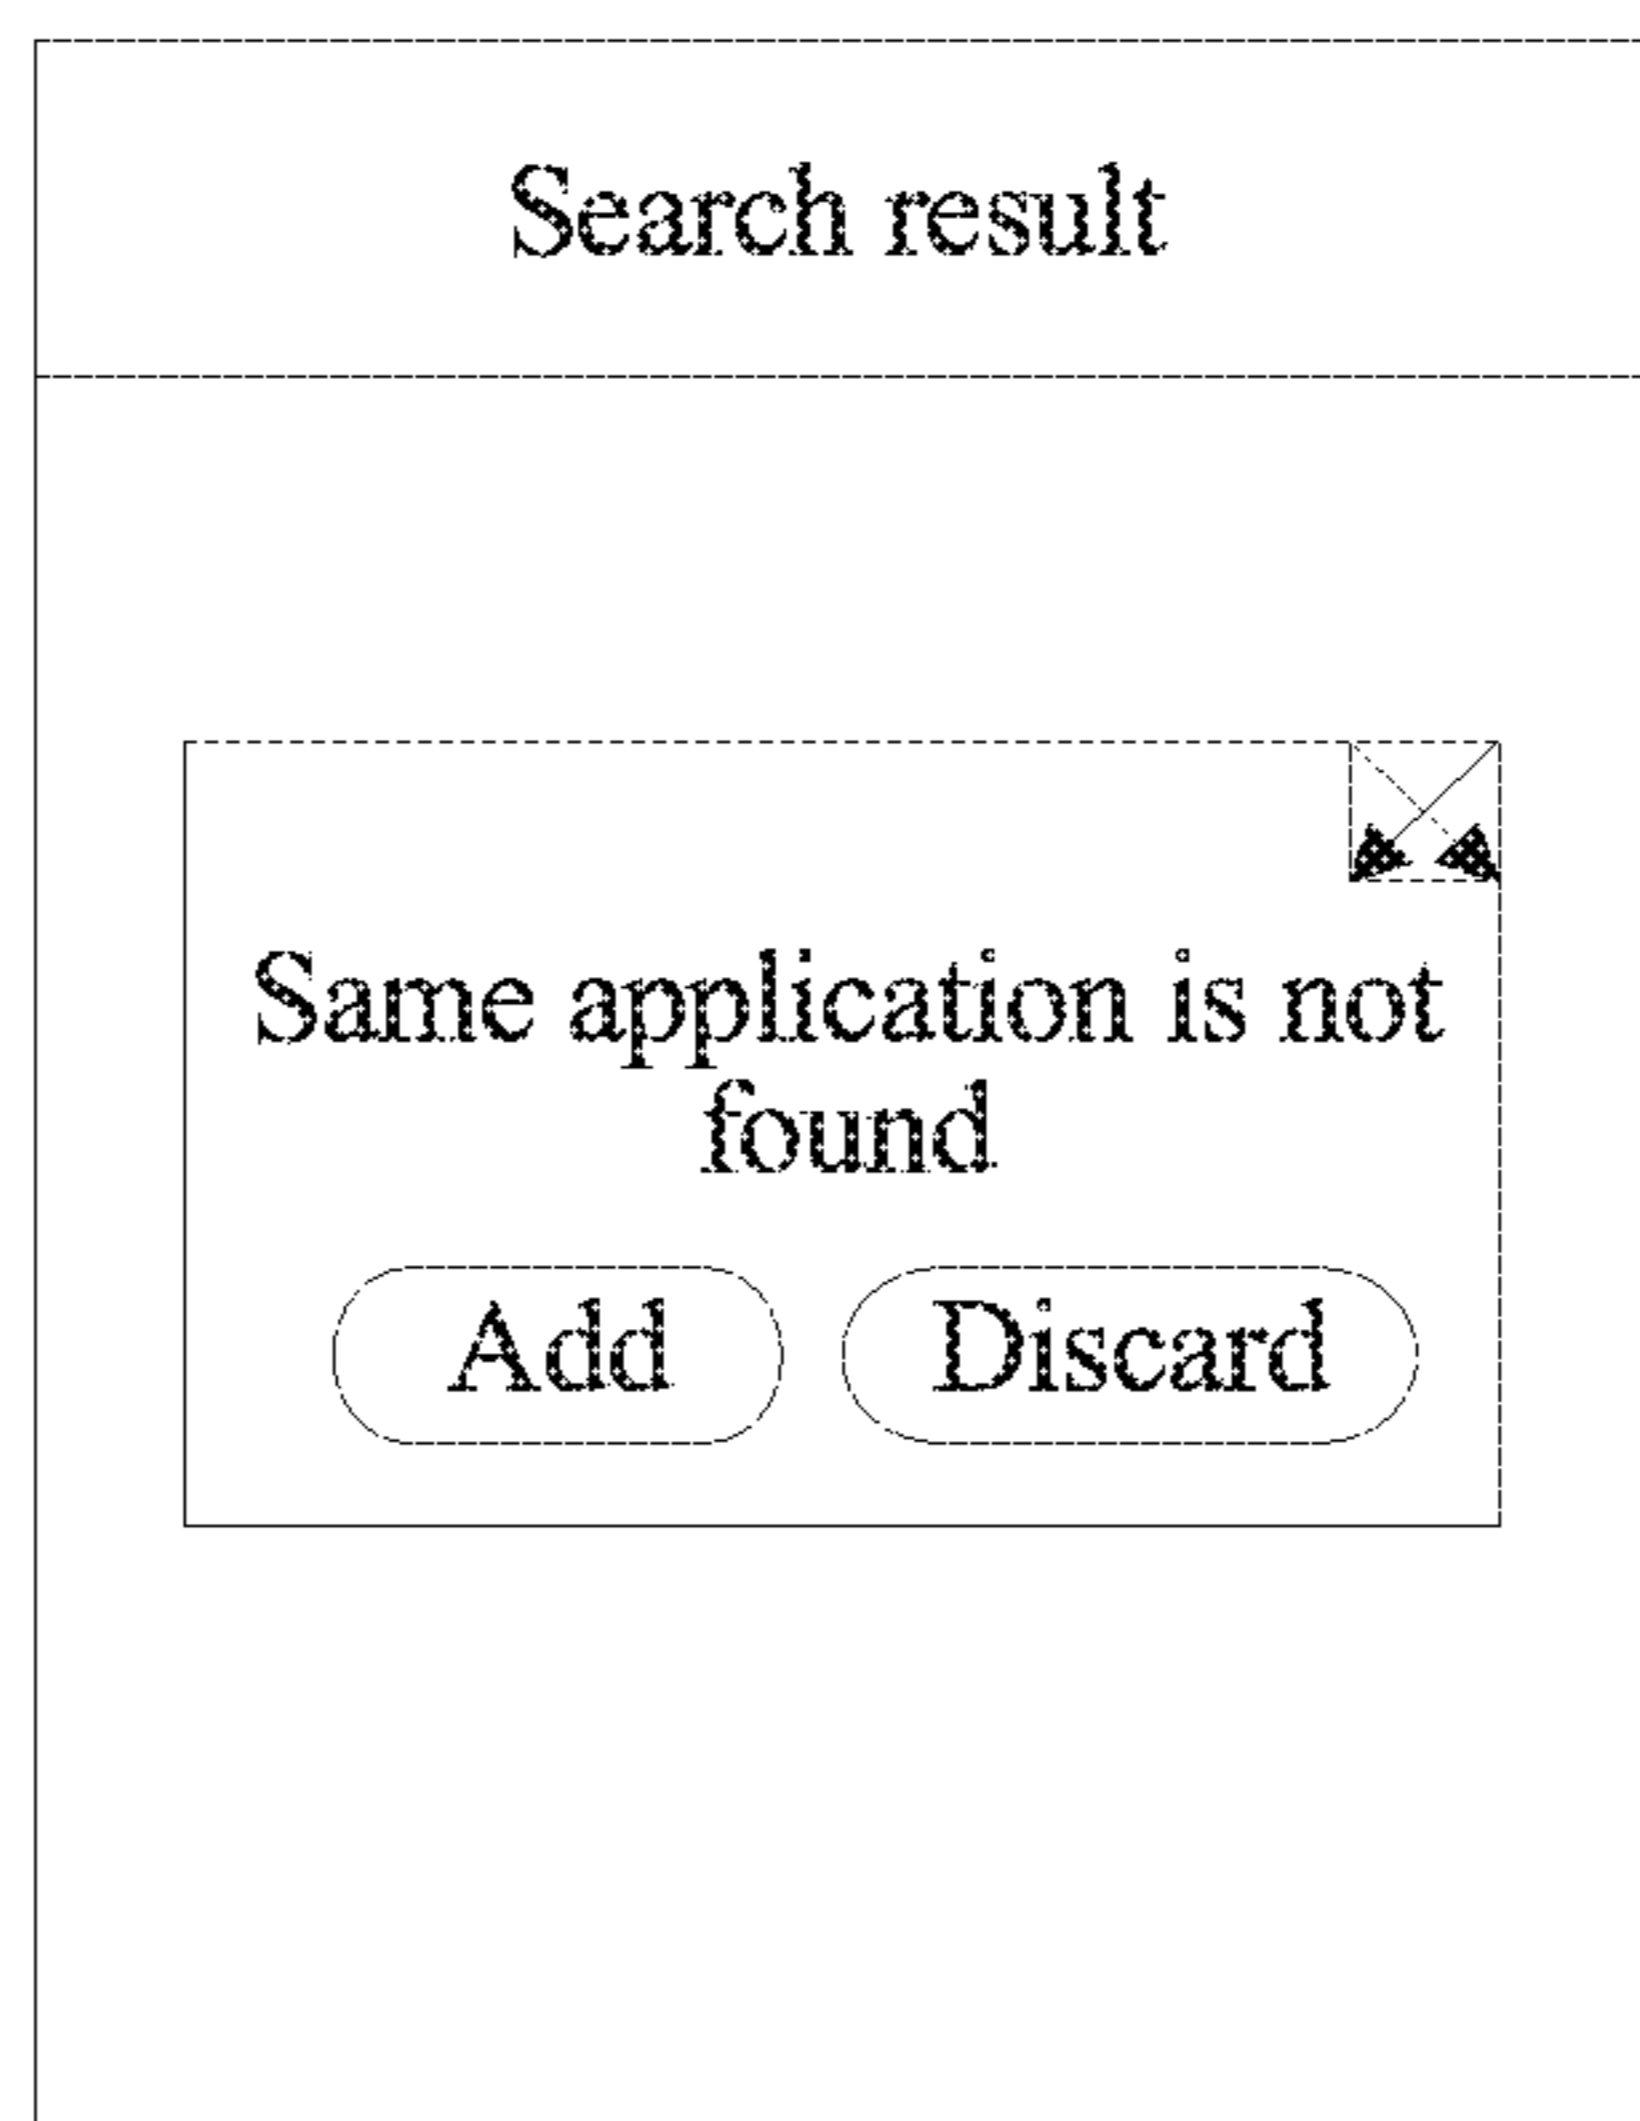 Search result
Same application is not
found
Add
Discard